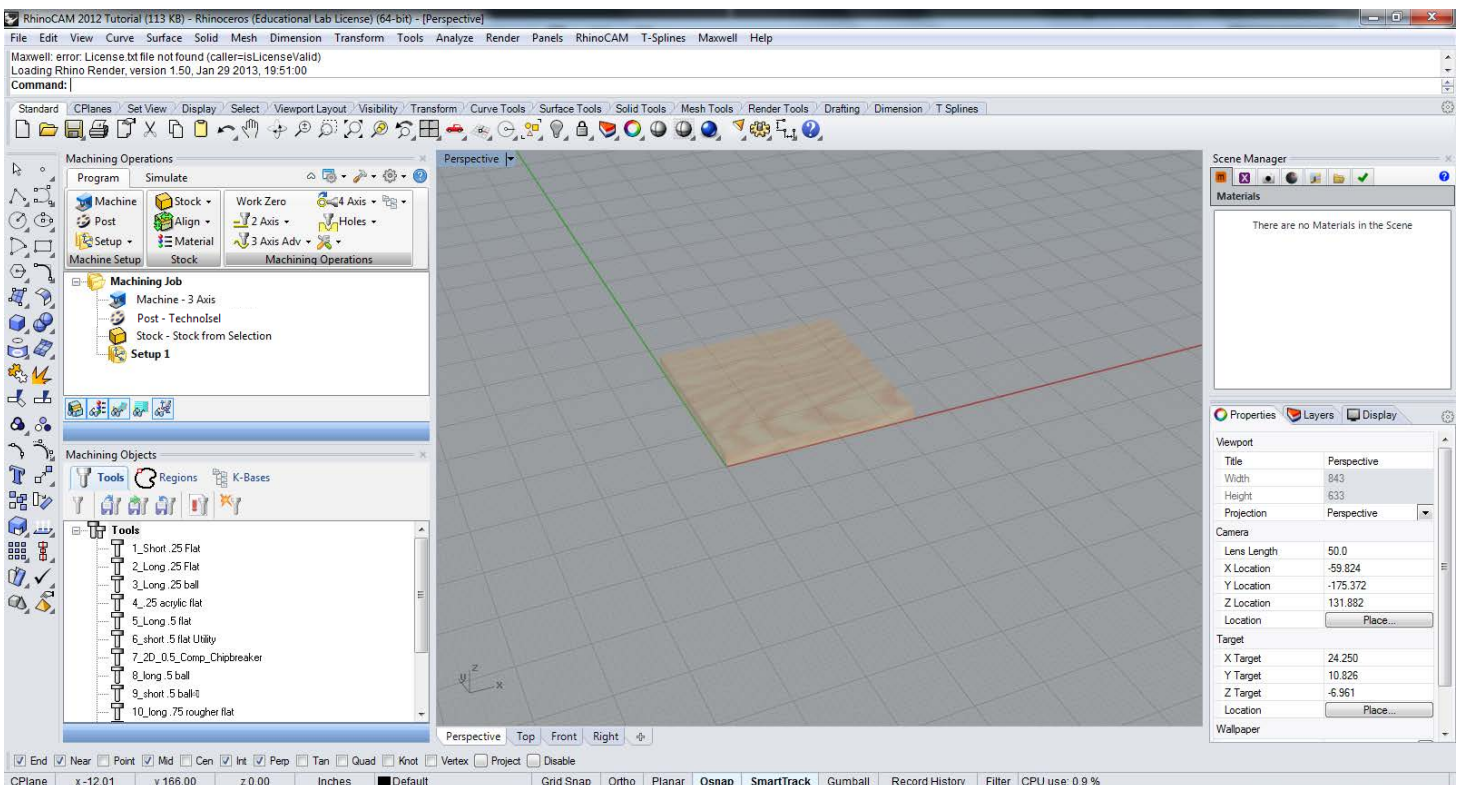 RhinoCAM 2012 Tutorial (113 KB) - Rhinoceros (Educational Lab License) (64-bit) - [Perspective]
File Edit View Curve Surface Solid Mesh Dimension Transform Tools Analyze Render Panels RhinoCAM T-Splines Maxwell Help
Maxwell: error: License.txt file not found (caller=isLicenseValid)
Loading Rhino Render, version 1.50, Jan 29 2013, 19:51:00
Command:
Standard CPlanes Set View Display Select Viewport Layout Visibility Transform Curve Tools Surface Tools Solid Tools Mesh Tools Render Tools Drafting Dimension T Splines
Machining Operations
Program Simulate
Machine Stock Work Zero 4 Axis
Post Align 2 Axis Holes
Setup Material 3 Axis Adv
Machine Setup Stock Machining Operations
Machining Job
Machine - 3 Axis
Post - TechnoIsel
Stock - Stock from Selection
Setup 1
Machining Objects
Tools Regions K-Bases
Tools
1_Short .25 Flat
2_Long .25 Flat
3_Long .25 ball
4_.25 acrylic flat
5_Long .5 flat
6_short .5 flat Utility
7_2D_0.5_Comp_Chipbreaker
8_long .5 ball
9_short .5 ball
10_long .75 rougher flat
Perspective
z
y x
Perspective Top Front Right
Scene Manager
Materials
There are no Materials in the Scene
Properties Layers Display
Viewport
Title Perspective
Width 843
Height 633
Projection Perspective
Camera
Lens Length 50.0
X Location -59.824
Y Location -175.372
Z Location 131.882
Location Place...
Target
X Target 24.250
Y Target 10.826
Z Target -6.961
Location Place...
Wallpaper
End Near Point Mid Cen Int Perp Tan Quad Knot Vertex Project Disable
CPlane x -12.01 y 166.00 z 0.00 Inches Default Grid Snap Ortho Planar Osnap SmartTrack Gumball Record History Filter CPU use: 0.9 %